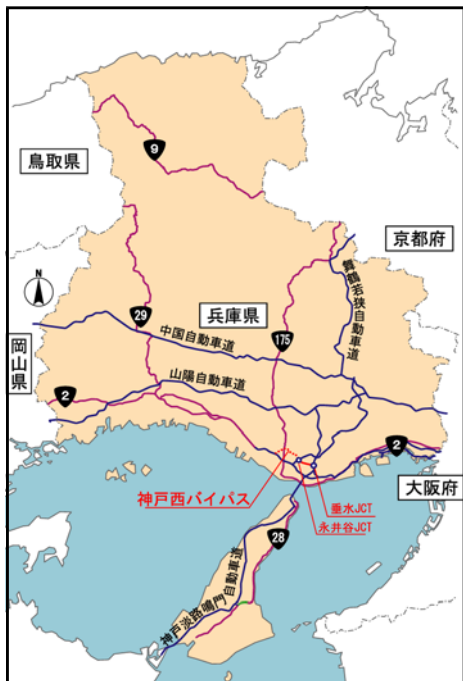 9
鳥取県
京都府
舞鶴若狭自動車道
N
兵庫県
29
中国自動車道
175
岡山県
山陽自動車道
2
2
大阪府
神戸西バイパス
垂水JCT
永井谷JCT
28
神戸淡路鳴門自動車道